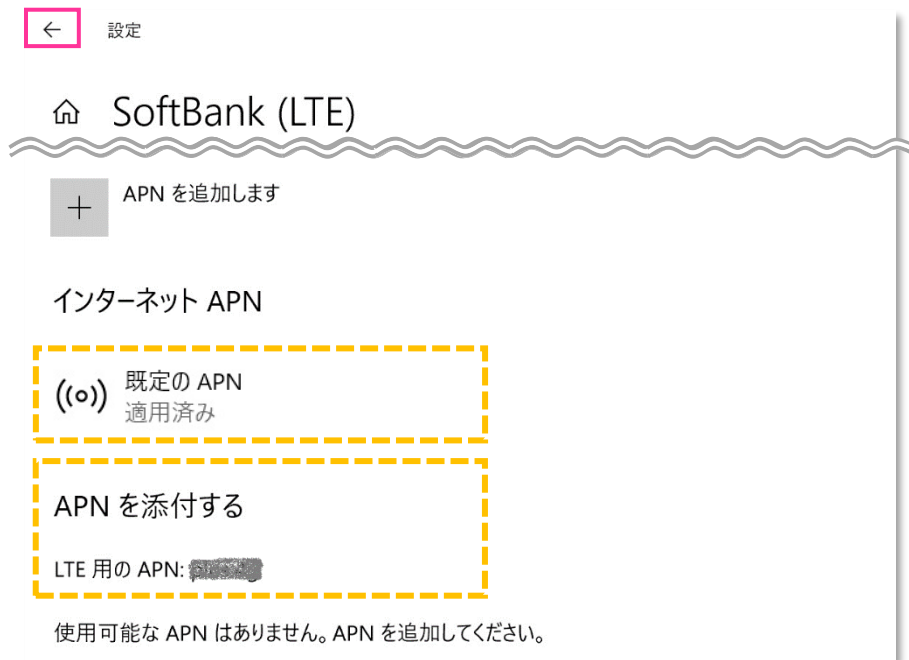 設定
SoftBank (LTE)
APN を追加します
インターネット APN
既定の APN
適用済み
APN を添付する
LTE 用の APN:
使用可能な APN はありません。APN を追加してください。